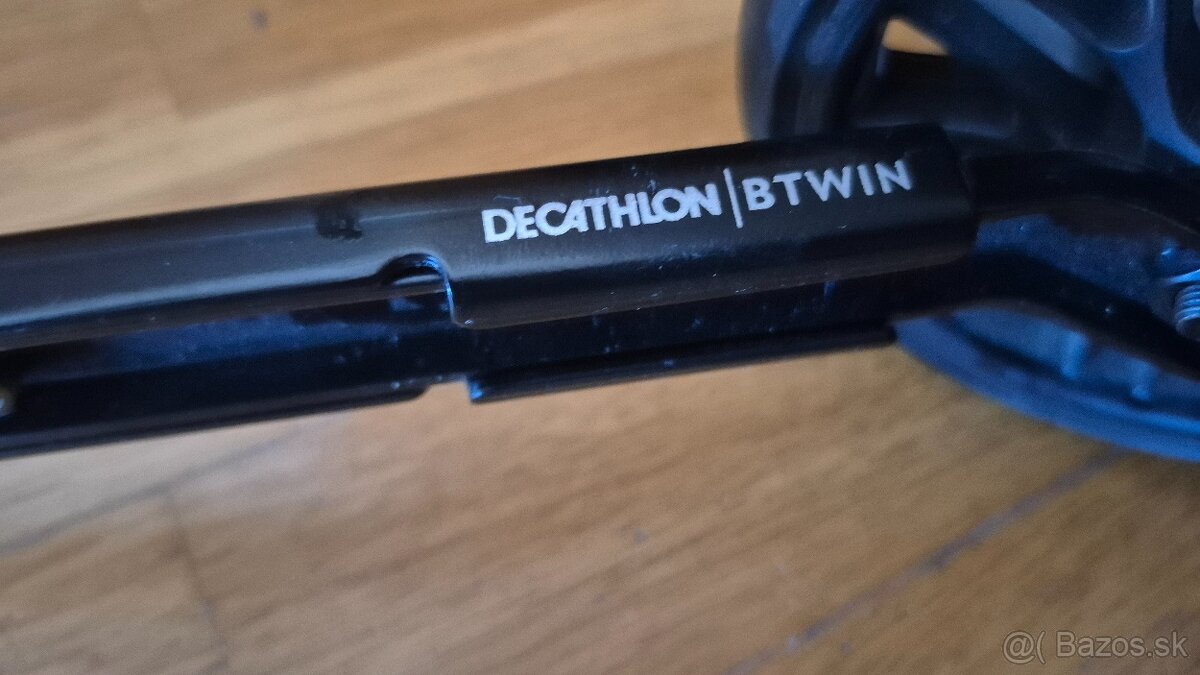 DECATHLON | BTWIN
@( Bazos.sk